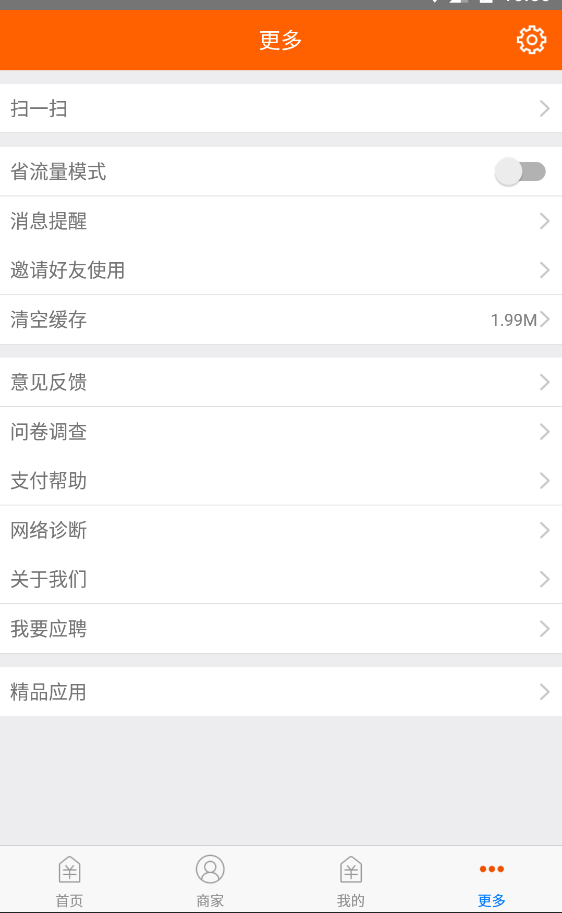 更多
扫一扫
省流量模式
消息提醒
邀请好友使用
清空缓存 1.99M
意见反馈
问卷调查
支付帮助
网络诊断
关于我们
我要应聘
精品应用
首页 商家 我的 更多